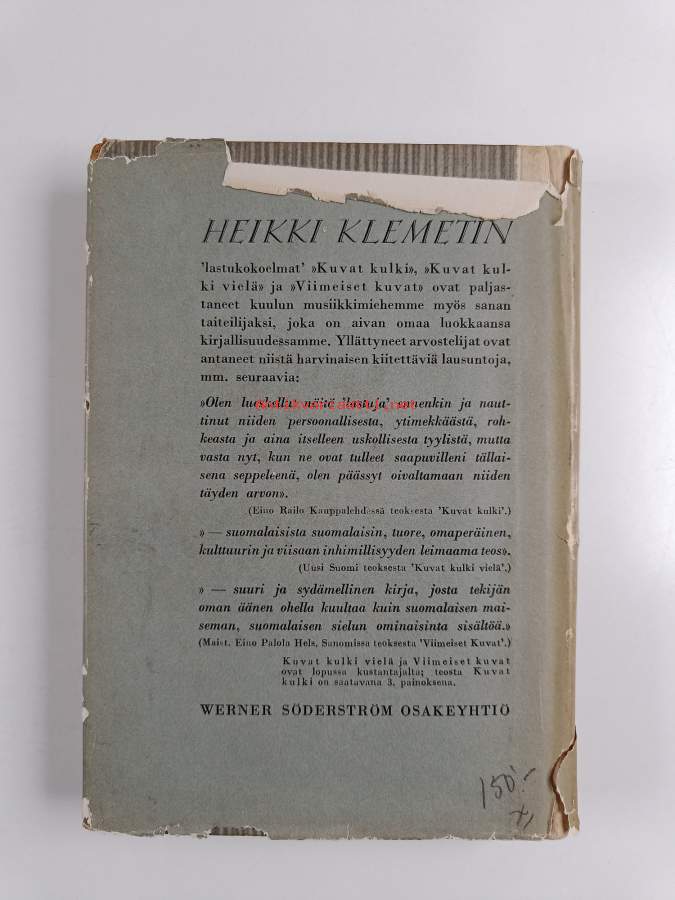 HEIKKI KLEMETIN
'lastukokoelmat' »Kuvat kulki», »Kuvat kul-
ki vielä» ja »Viimeiset kuvat» ovat paljas-
taneet kuulun musiikkimiehemme myös sanan
taiteilijaksi, joka on aivan omaa luokkaansa
kirjallisuudessamme. Yllättyneet arvostelijat ovat
antaneet niistä harvinaisen kiitettäviä lausuntoja,
mm. seuraavia:
»Olen lueskellut näitä 'lastuja' ennenkin ja naut-
tinut niiden persoonallisesta, ytimekkäästä, roh-
keasta ja aina itselleen uskollisesta tyylistä, mutta
vasta nyt, kun ne ovat tulleet saapuvilleni tällai-
sena seppeleenä, olen päässyt oivaltamaan niiden
täyden arvon».
(Eino Railo Kauppalehdessä teoksesta 'Kuvat kulki'.)
» — suomalaisista suomalaisin, tuore, omaperäinen,
kulttuurin ja viisaan inhimillisyyden leimaama teos».
(Uusi Suomi teoksesta 'Kuvat kulki vielä'.)
» — suuri ja sydämellinen kirja, josta tekijän
oman äänen ohella kuultaa kuin suomalaisen mai-
seman, suomalaisen sielun ominaisinta sisältöä.»
(Maist. Eino Palola Hels. Sanomissa teoksesta 'Viimeiset Kuvat'.)
Kuvat kulki vielä ja Viimeiset kuvat
ovat lopussa kustantajalta; teosta Kuvat
kulki on saatavana 3. painoksena.
WERNER SÖDERSTRÖM OSAKEYHTIÖ
150:-